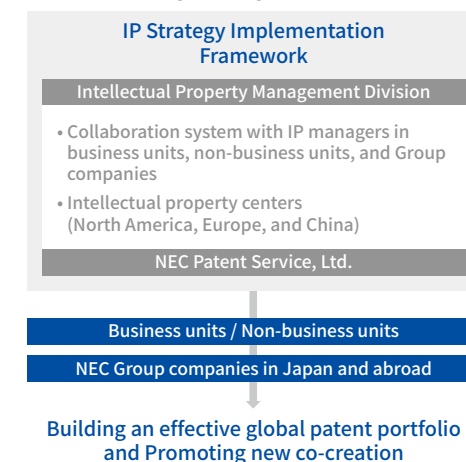 IP Strategy Implementation
Framework
Intellectual Property Management Division
• Collaboration system with IP managers in
business units, non-business units, and Group
companies
• Intellectual property centers
(North America, Europe, and China)
NEC Patent Service, Ltd.
Business units / Non-business units
NEC Group companies in Japan and abroad
Building an effective global patent portfolio
and Promoting new co-creation